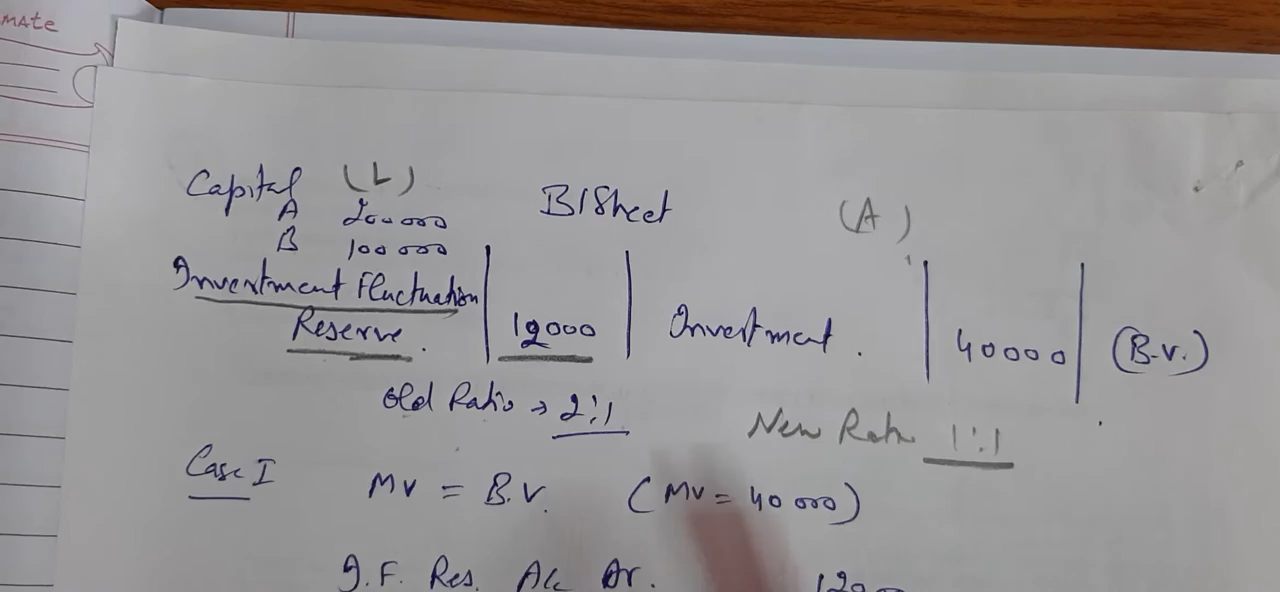 MATE
Capital (L)
A 200000
B 100000
B/Sheet
(A)
Investment Fluctuation
Reserve. 12000
Investment. 40000 (B.V.)
Old Ratio → 2:1
New Ratio 1:1
Case I MV = B.V. (MV = 40000)
I.F. Res. A/c Dr.